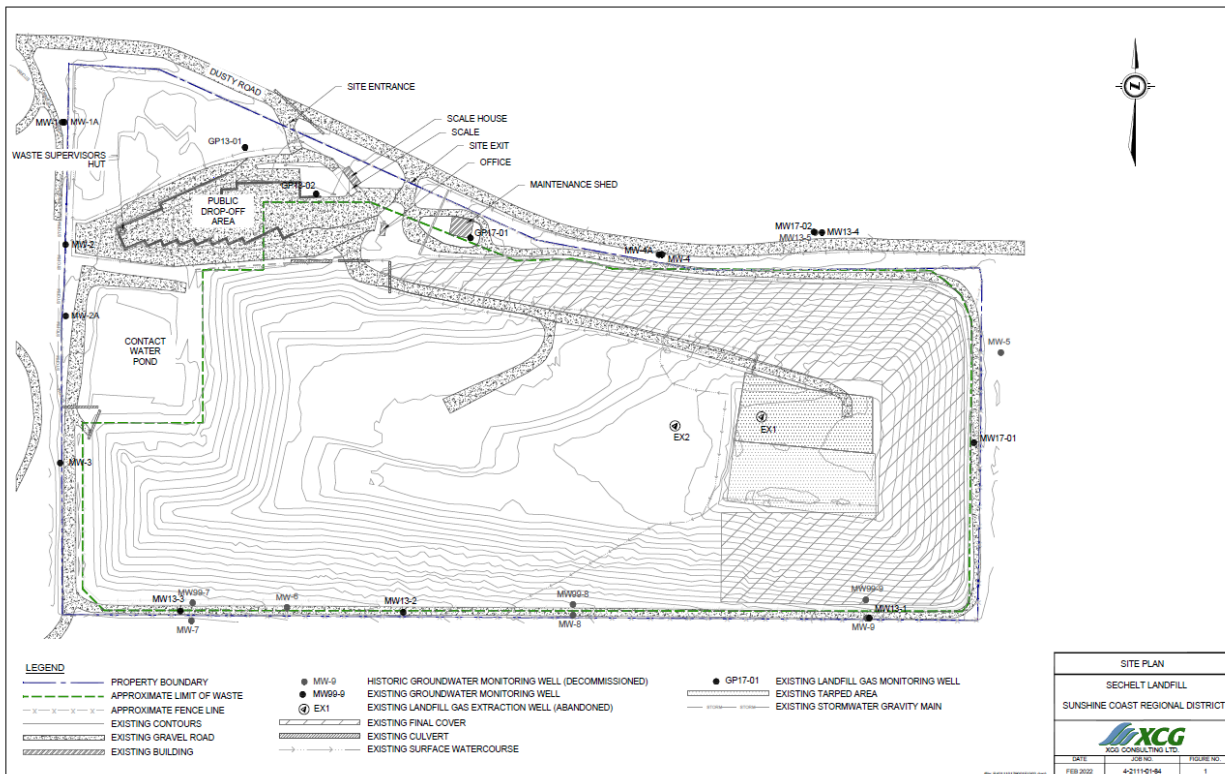 DUSTY ROAD
SITE ENTRANCE
MW-1
MW-1A
SCALE HOUSE
SCALE
SITE EXIT
OFFICE
GP13-01
WASTE SUPERVISORS
HUT
MAINTENANCE SHED
GP13-02
PUBLIC
DROP-OFF
AREA
MW17-02
MW13-4
MW13-5
GP17-01
MW-2
MW-4A
MW-4
MW-2A
CONTACT
WATER
POND
MW-5
EX2
EX1
MW17-01
MW-3
MW13-3
MW99-7
MW-6
MW13-2
MW99-8
MW99-9
MW13-1
MW-7
MW-8
MW-9
LEGEND
PROPERTY BOUNDARY
APPROXIMATE LIMIT OF WASTE
APPROXIMATE FENCE LINE
EXISTING CONTOURS
EXISTING GRAVEL ROAD
EXISTING BUILDING
MW-9 HISTORIC GROUNDWATER MONITORING WELL (DECOMMISSIONED)
MW99-9 EXISTING GROUNDWATER MONITORING WELL
EX1 EXISTING LANDFILL GAS EXTRACTION WELL (ABANDONED)
EXISTING FINAL COVER
EXISTING CULVERT
EXISTING SURFACE WATERCOURSE
GP17-01 EXISTING LANDFILL GAS MONITORING WELL
EXISTING TARPED AREA
STORM STORM EXISTING STORMWATER GRAVITY MAIN
SITE PLAN
SECHELT LANDFILL
SUNSHINE COAST REGIONAL DISTRICT
XCG
XCG CONSULTING LTD.
DATE JOB NO. FIGURE NO.
FEB 2022 4-2111-01-84 1